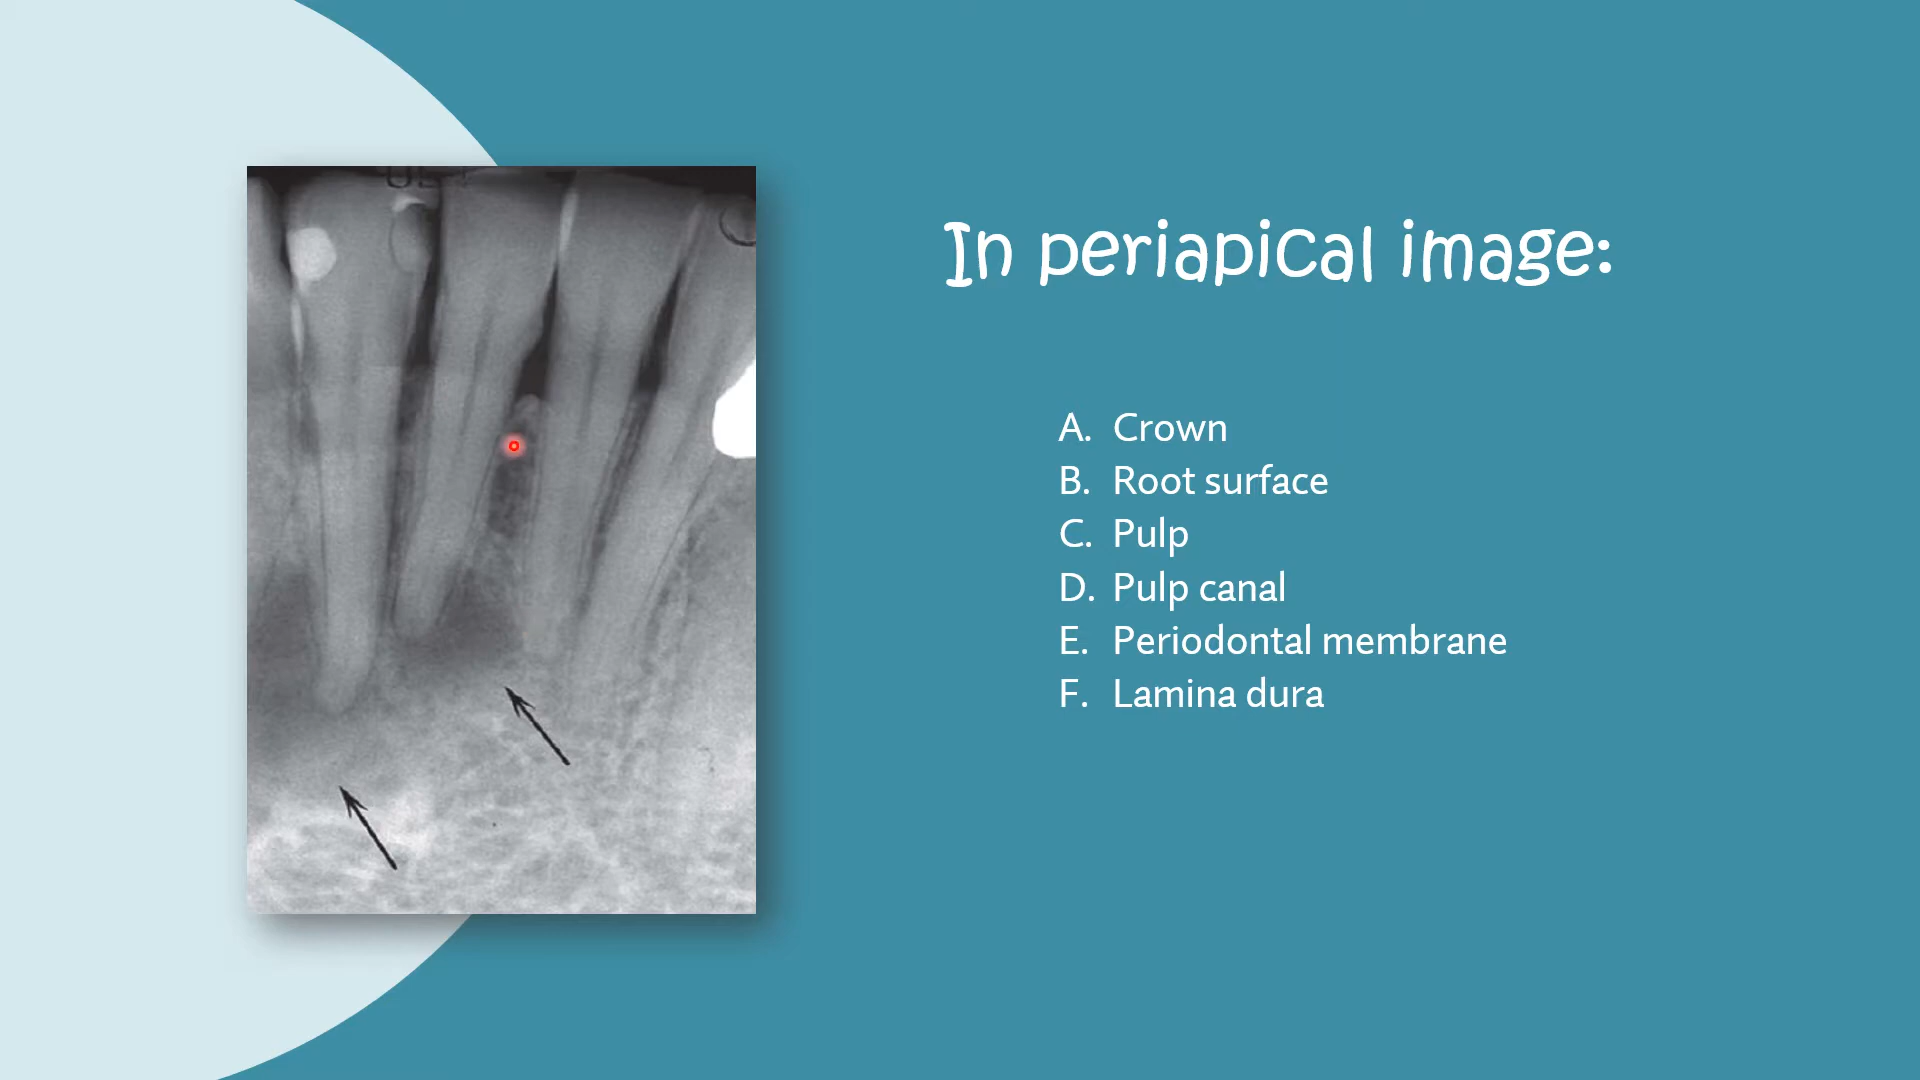 In periapical image:
A. Crown
B. Root surface
C. Pulp
D. Pulp canal
E. Periodontal membrane
F. Lamina dura